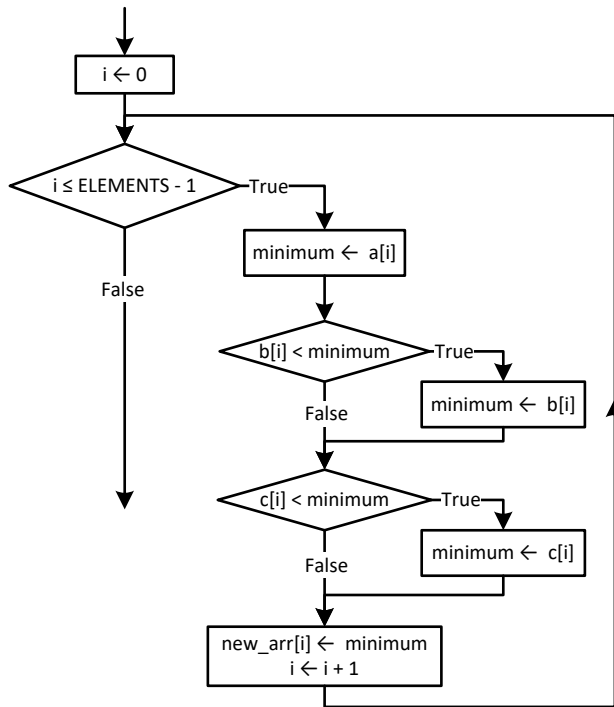 i ← 0
i ≤ ELEMENTS - 1
True
minimum ← a[i]
False
b[i] < minimum
True
minimum ← b[i]
False
c[i] < minimum
True
minimum ← c[i]
False
new_arr[i] ← minimum
i ← i + 1